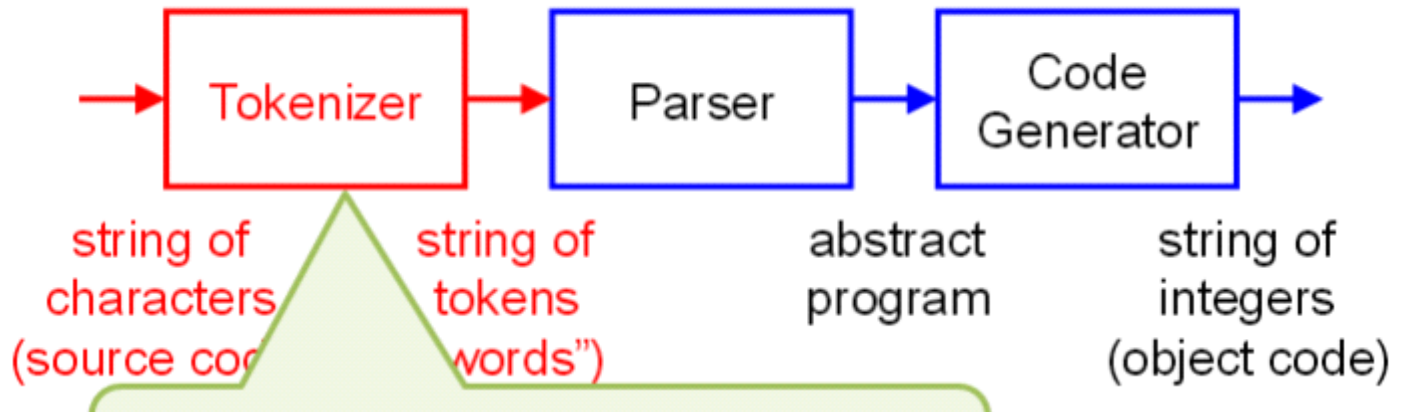 Tokenizer
Parser
Code
Generator
string of
characters
(source
string of
tokens
words”)
abstract
program
string of
integers
(object code)